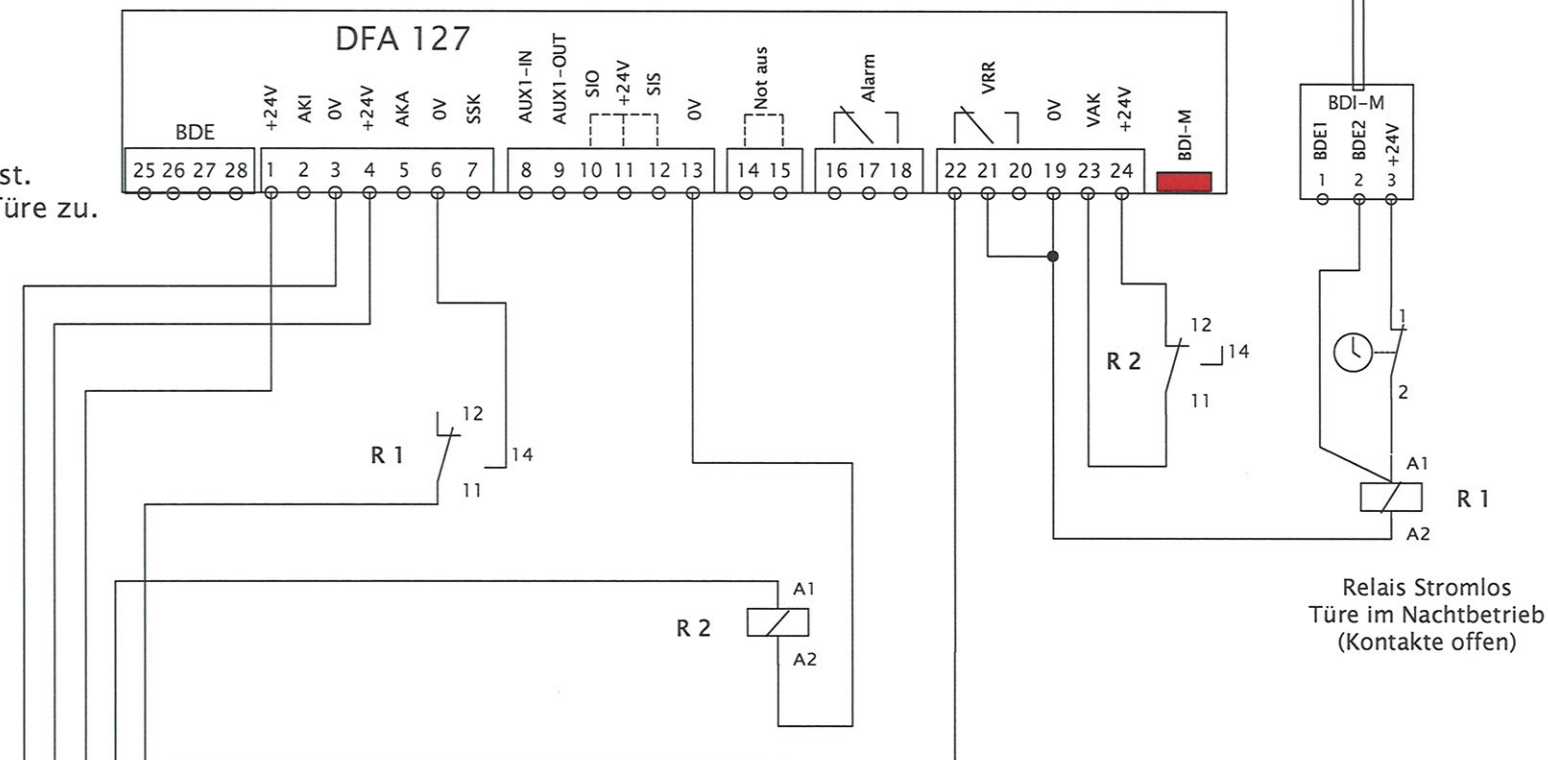 DFA 127
st.
Türe zu.
BDE
+24V
AKI
0V
+24V
AKA
0V
SSK
AUX1-IN
AUX1-OUT
SIO
+24V
SIS
0V
Not aus
Alarm
VRR
0V
VAK
+24V
BDI-M
25 26 27 28
1 2 3 4 5 6 7
8 9 10 11 12 13
14 15
16 17 18
22 21 20 19 23 24
BDI-M
BDE1
BDE2
+24V
1 2 3
R 1
12
14
11
R 2
12
14
11
1
2
A1
R 1
A2
R 2
A1
A2
Relais Stromlos
Türe im Nachtbetrieb
(Kontakte offen)